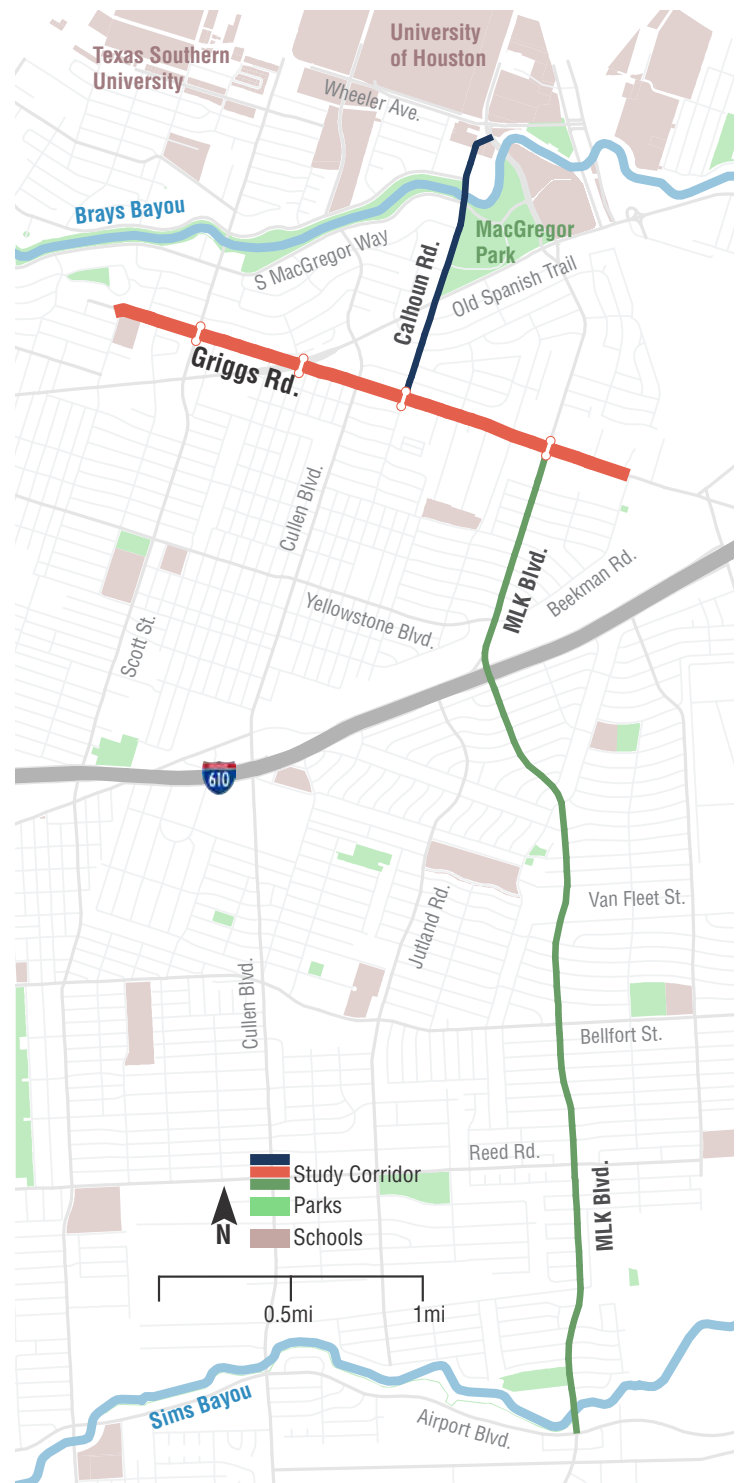 Texas Southern
University
University
of Houston
Wheeler Ave.
Brays Bayou
S MacGregor Way
MacGregor
Park
Calhoun Rd.
Old Spanish Trail
Griggs Rd.
Cullen Blvd.
MLK Blvd.
Beekman Rd.
Yellowstone Blvd.
Scott St.
610
Jutland Rd.
Van Fleet St.
Cullen Blvd.
Bellfort St.
Reed Rd.
MLK Blvd.
Study Corridor
Parks
Schools
N
0.5mi
1mi
Sims Bayou
Airport Blvd.